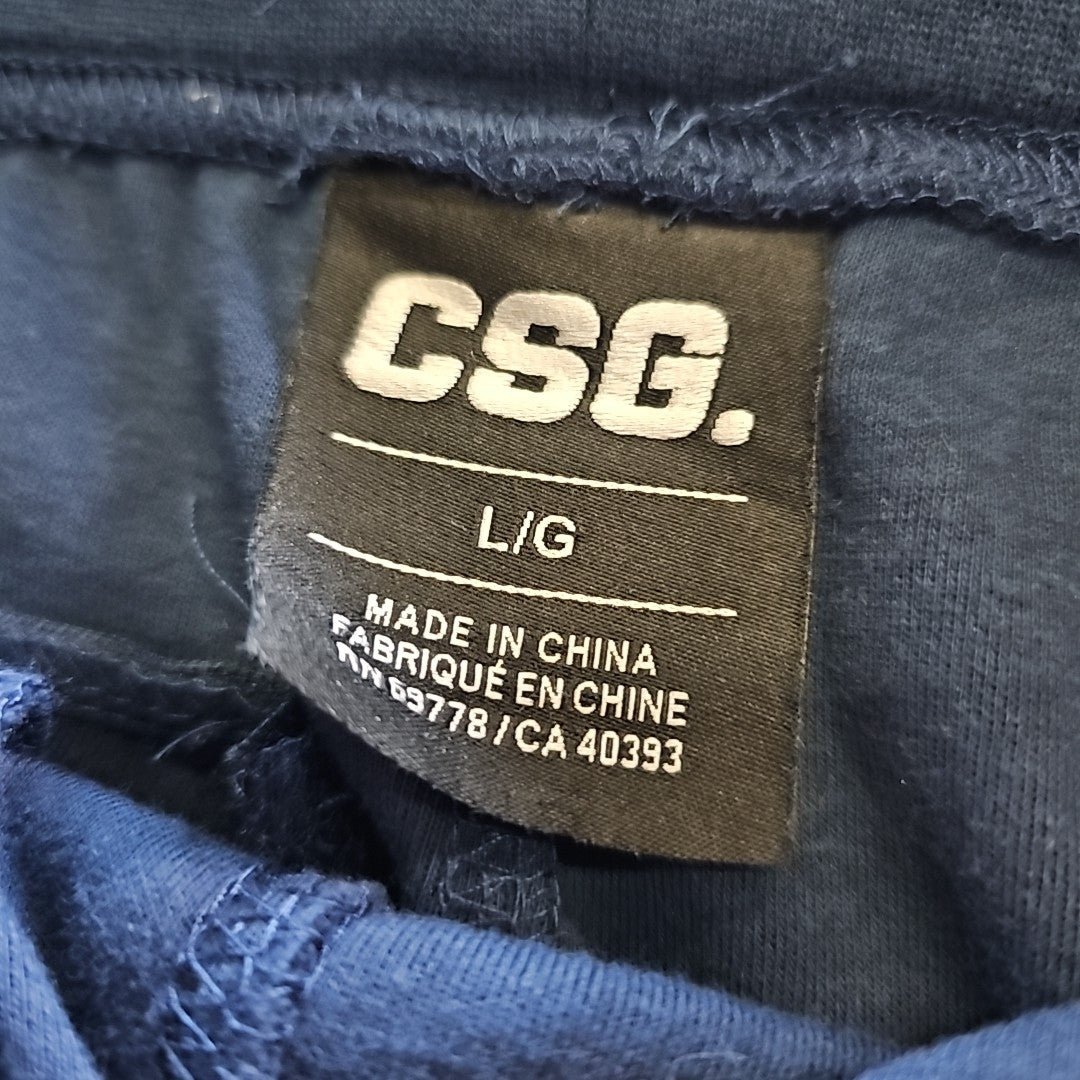 CSG.
L/G
MADE IN CHINA
FABRIQUÉ EN CHINE
RN 69778 / CA 40393